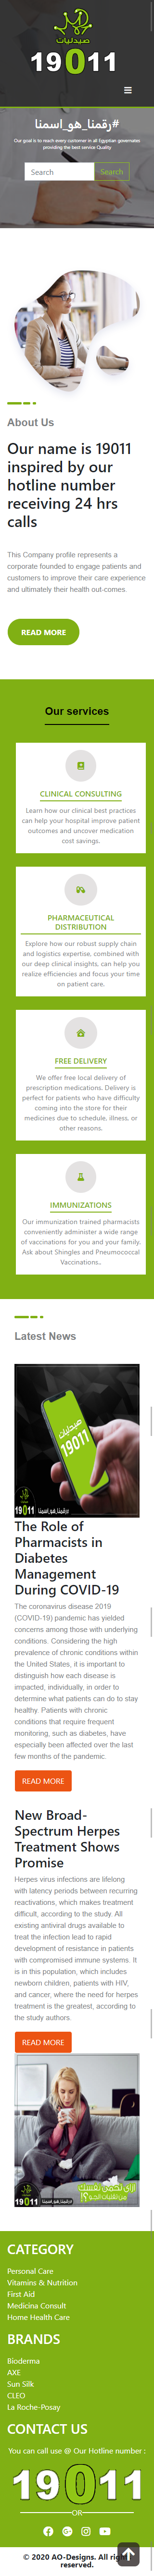 صيدليات
19011
#رقمنا_هو_اسمنا
Our goal is to reach every customer in all Egyptian governates
providing the best service Quality
Search
Search
About Us
Our name is 19011
inspired by our
hotline number
receiving 24 hrs
calls
This Company profile represents a
corporate founded to engage patients and
customers to improve their care experience
and ultimately their health out-comes.
READ MORE
Our services
CLINICAL CONSULTING
Learn how our clinical best practices
can help your hospital improve patient
outcomes and uncover medication
cost savings.
PHARMACEUTICAL
DISTRIBUTION
Explore how our robust supply chain
and logistics expertise, combined with
our deep clinical insights, can help you
realize efficiencies and focus your time
on patient care.
FREE DELIVERY
We offer free local delivery of
prescription medications. Delivery is
perfect for patients who have difficulty
coming into the store for their
medicines due to schedule, illness, or
other reasons.
IMMUNIZATIONS
Our immunization trained pharmacists
conveniently administer a wide range
of vaccinations for you and your family.
Ask about Shingles and Pneumococcal
Vaccinations..
Latest News
صيدليات
19011
19011
#رقمنا_هو_اسمنا
The Role of
Pharmacists in
Diabetes
Management
During COVID-19
The coronavirus disease 2019
(COVID-19) pandemic has yielded
concerns among those with underlying
conditions. Considering the high
prevalence of chronic conditions within
the United States, it is important to
distinguish how each disease is
impacted, individually, in order to
determine what patients can do to stay
healthy. Patients with chronic
conditions that require frequent
monitoring, such as diabetes, have
especially been affected over the last
few months of the pandemic.
READ MORE
New Broad-
Spectrum Herpes
Treatment Shows
Promise
Herpes virus infections are lifelong
with latency periods between recurring
reactivations, which makes treatment
difficult, according to the study. All
existing antiviral drugs available to
treat the infection lead to rapid
development of resistance in patients
with compromised immune systems. It
is in this population, which includes
newborn children, patients with HIV,
and cancer, where the need for herpes
treatment is the greatest, according to
the study authors.
READ MORE
ازاى تحمى نفسك
من تقلبات الجو؟!
19011
#رقمنا_هو_اسمنا
CATEGORY
Personal Care
Vitamins & Nutrition
First Aid
Medicina Consult
Home Health Care
BRANDS
Bioderma
AXE
Sun Silk
CLEO
La Roche-Posay
CONTACT US
You can call use @ Our Hotline number :
19011
OR
© 2020 AO-Designs. All right
reserved.